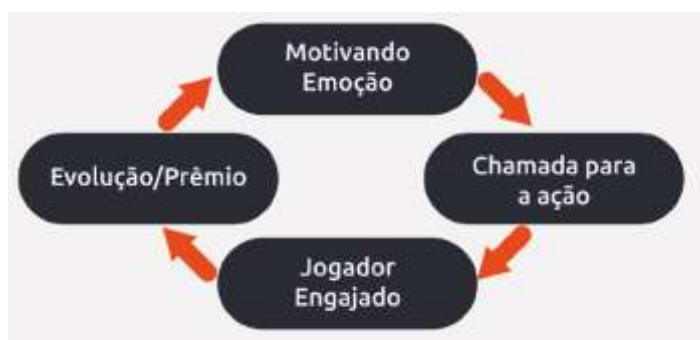 Motivando
Emoção
Evolução/Prêmio
Chamada para
a ação
Jogador
Engajado